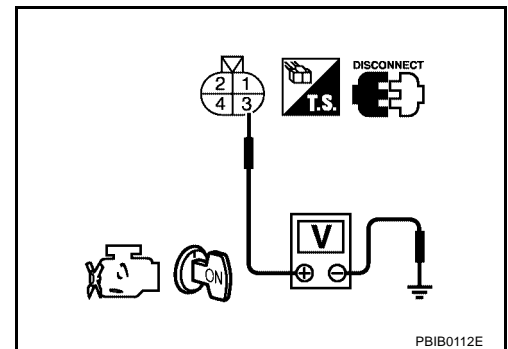 DISCONNECT
2 1
4 3
T.S.
V
ON
PBIB0112E